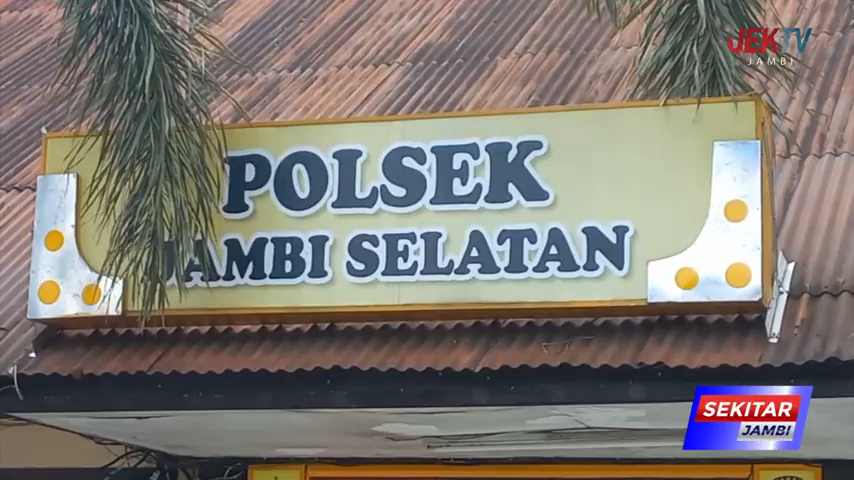 JEKTV
JAMBI
POLSEK
JAMBI SELATAN
SEKITAR
JAMBI